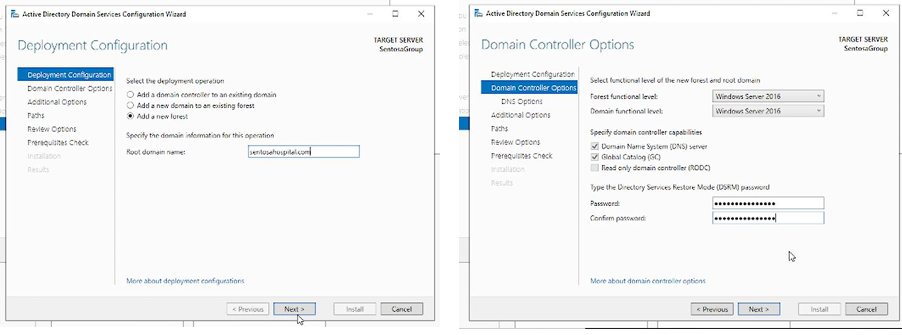 Active Directory Domain Services Configuration Wizard
Deployment Configuration
TARGET SERVER
SentosaGroup
Deployment Configuration
Domain Controller Options
Additional Options
Paths
Review Options
Prerequisites Check
Installation
Results
Select the deployment operation
Add a domain controller to an existing domain
Add a new domain to an existing forest
Add a new forest
Specify the domain information for this operation
Root domain name: sentosahospital.com
More about deployment configurations
< Previous Next > Install Cancel
Active Directory Domain Services Configuration Wizard
Domain Controller Options
TARGET SERVER
SentosaGroup
Deployment Configuration
Domain Controller Options
DNS Options
Additional Options
Paths
Review Options
Prerequisites Check
Installation
Results
Select functional level of the new forest and root domain
Forest functional level: Windows Server 2016
Domain functional level: Windows Server 2016
Specify domain controller capabilities
Domain Name System (DNS) server
Global Catalog (GC)
Read only domain controller (RODC)
Type the Directory Services Restore Mode (DSRM) password
Password: •••••••••••••••
Confirm password: •••••••••••••••
More about domain controller options
< Previous Next > Install Cancel